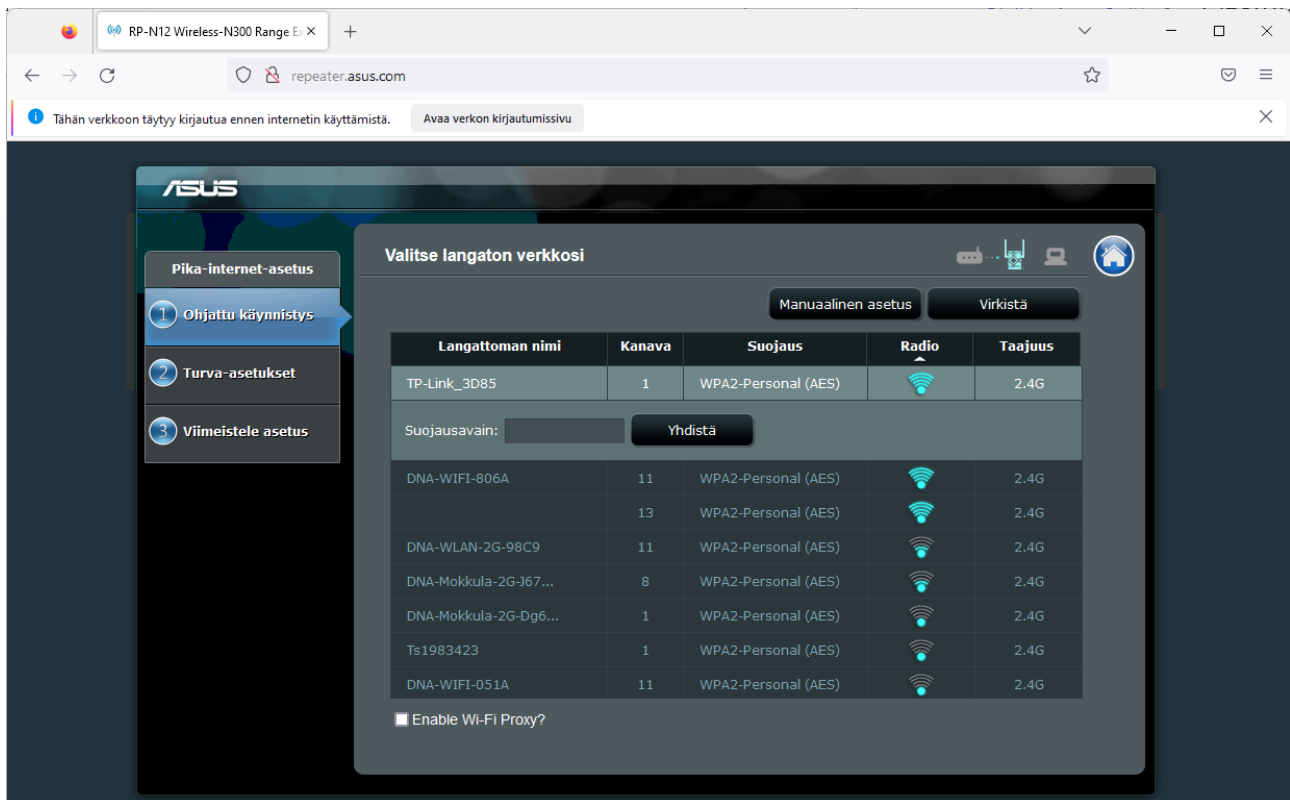 RP-N12 Wireless-N300 Range E
repeater.asus.com
Tähän verkkoon täytyy kirjautua ennen internetin käyttämistä. Avaa verkon kirjautumissivu
ASUS
Pika-internet-asetus
1 Ohjattu käynnistys
2 Turva-asetukset
3 Viimeistele asetus
Valitse langaton verkkosi
Manuaalinen asetus Virkistä
Langattoman nimi Kanava Suojaus Radio Taajuus
TP-Link_3D85 1 WPA2-Personal (AES) 2.4G
Suojausavain: Yhdistä
DNA-WIFI-806A 11 WPA2-Personal (AES) 2.4G
13 WPA2-Personal (AES) 2.4G
DNA-WLAN-2G-98C9 11 WPA2-Personal (AES) 2.4G
DNA-Mokkula-2G-J67... 8 WPA2-Personal (AES) 2.4G
DNA-Mokkula-2G-Dg6... 1 WPA2-Personal (AES) 2.4G
Ts1983423 1 WPA2-Personal (AES) 2.4G
DNA-WIFI-051A 11 WPA2-Personal (AES) 2.4G
Enable Wi-Fi Proxy?